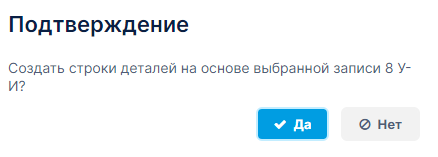 Подтверждение
Создать строки деталей на основе выбранной записи 8 У-
И?
Да Нет